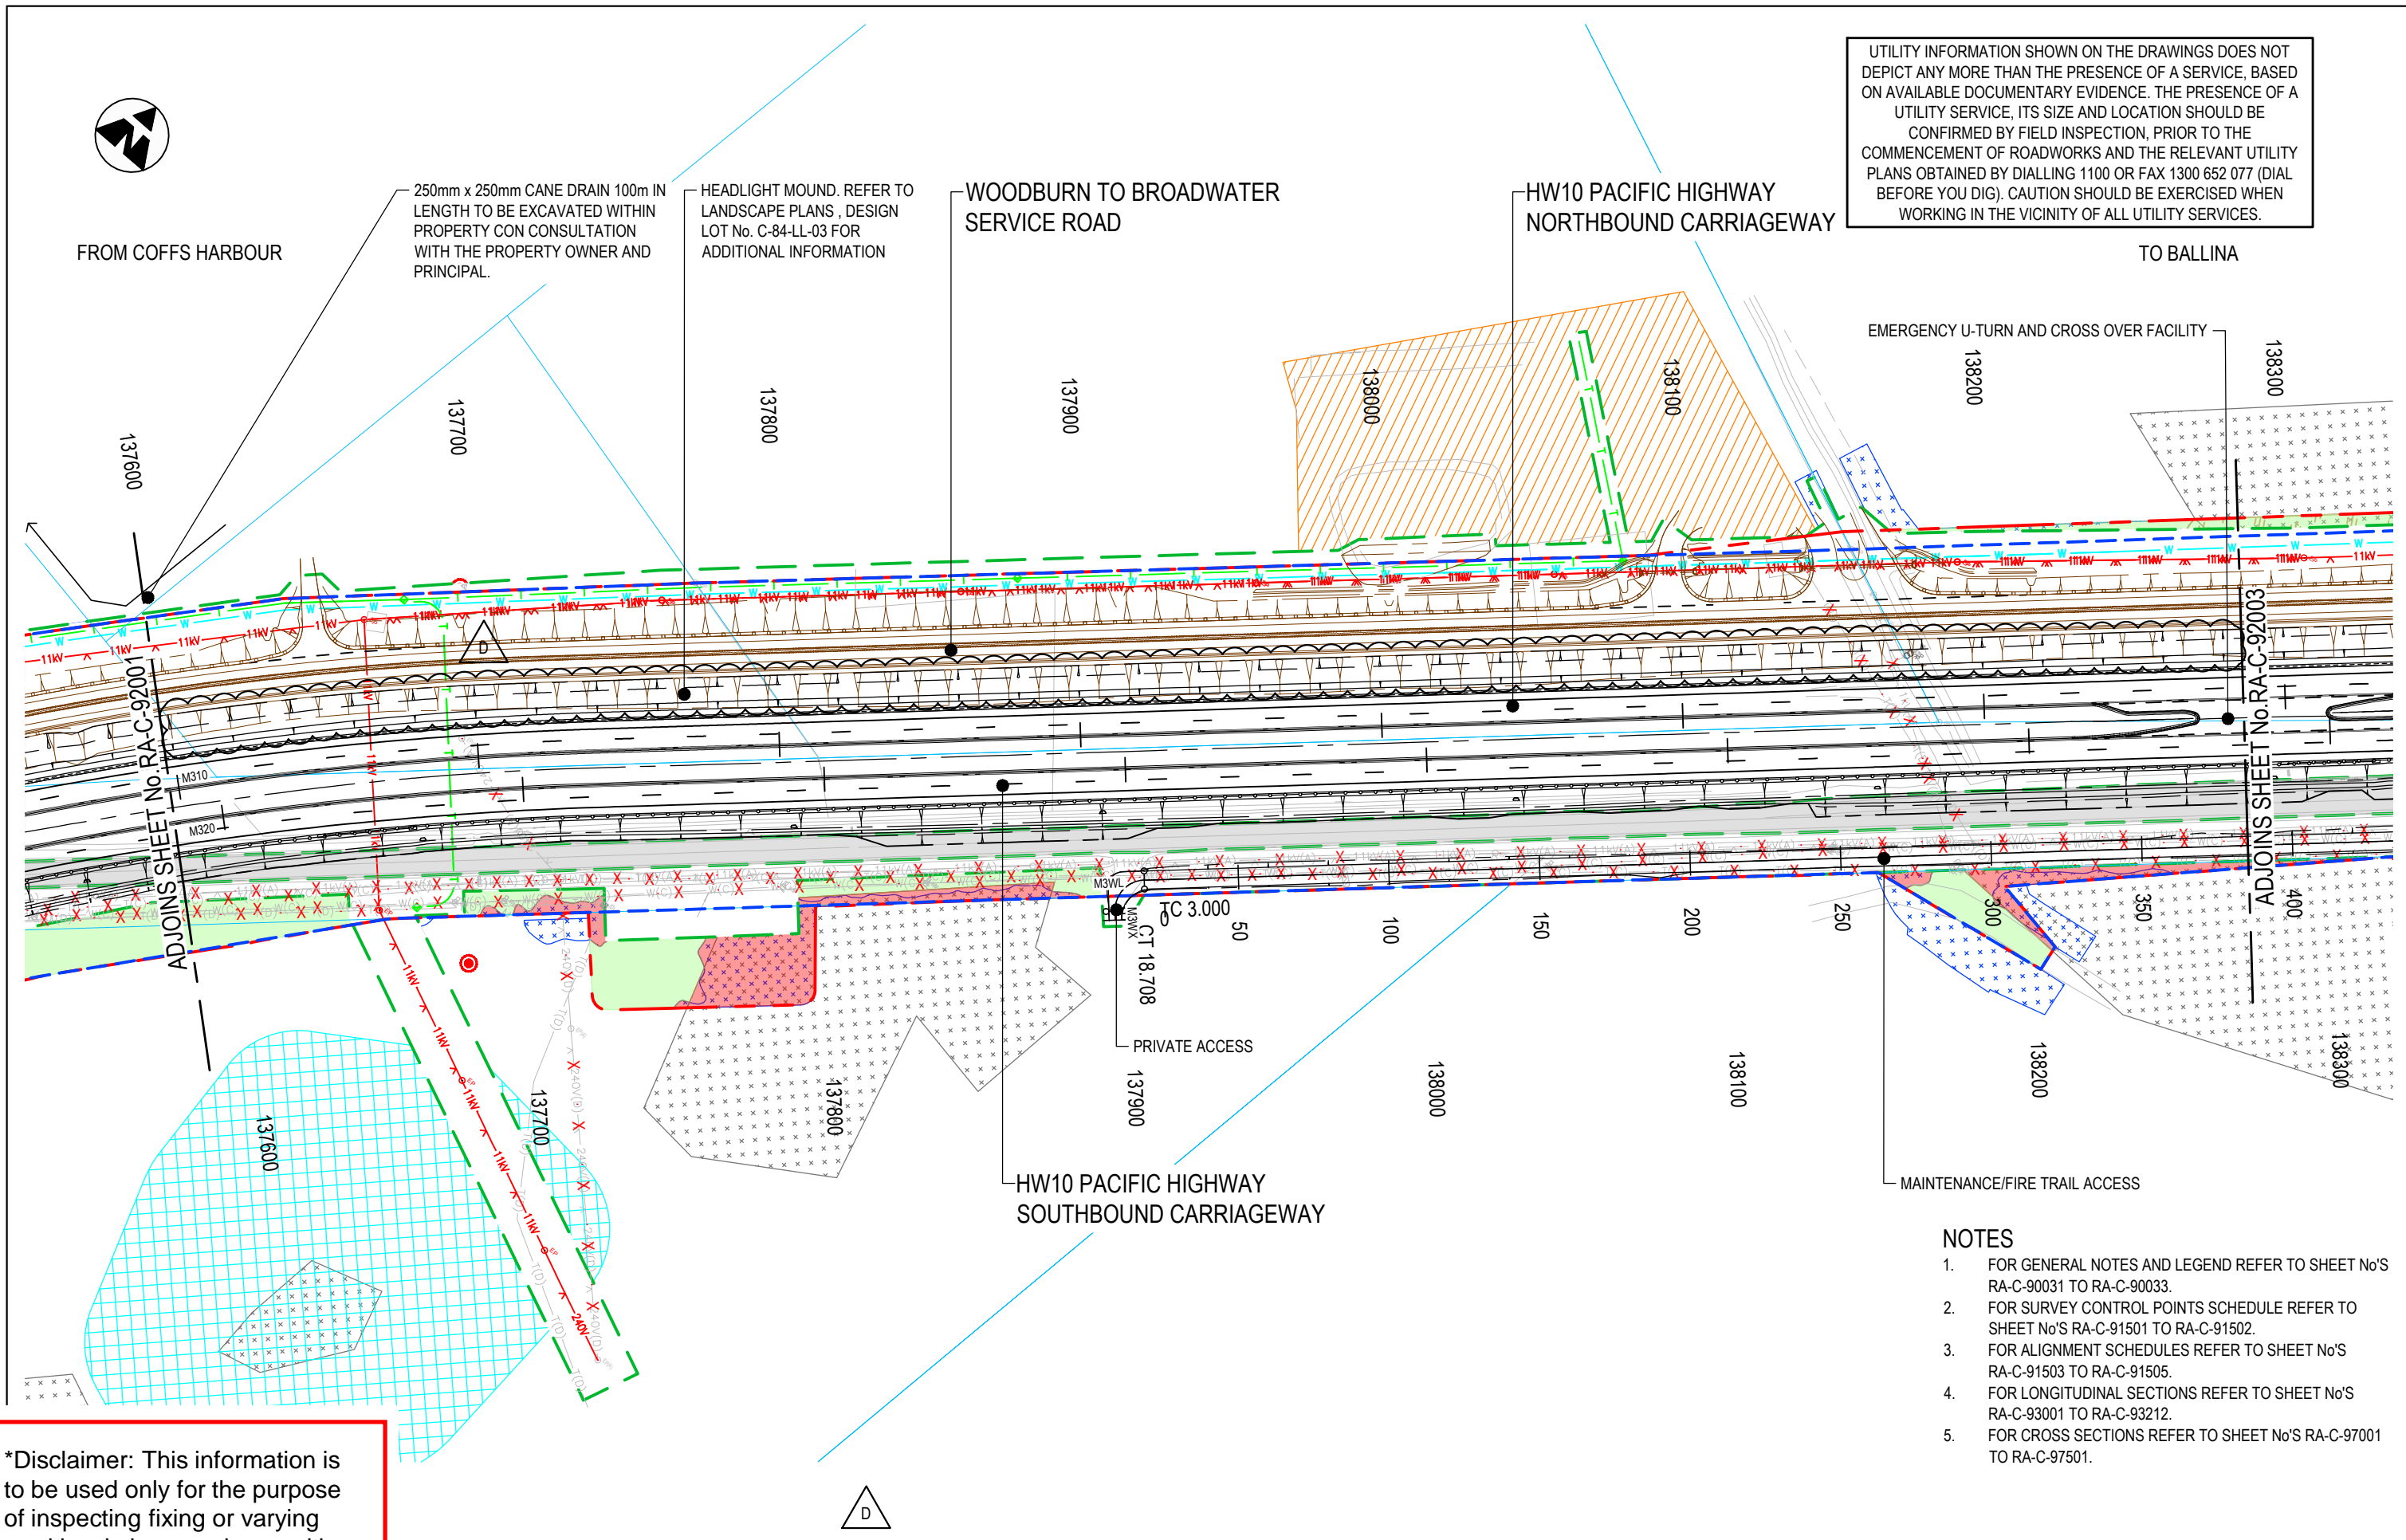 UTILITY INFORMATION SHOWN ON THE DRAWINGS DOES NOT
DEPICT ANY MORE THAN THE PRESENCE OF A SERVICE, BASED
ON AVAILABLE DOCUMENTARY EVIDENCE. THE PRESENCE OF A
UTILITY SERVICE, ITS SIZE AND LOCATION SHOULD BE
CONFIRMED BY FIELD INSPECTION, PRIOR TO THE
COMMENCEMENT OF ROADWORKS AND THE RELEVANT UTILITY
PLANS OBTAINED BY DIALLING 1100 OR FAX 1300 652 077 (DIAL
BEFORE YOU DIG). CAUTION SHOULD BE EXERCISED WHEN
WORKING IN THE VICINITY OF ALL UTILITY SERVICES.
FROM COFFS HARBOUR
250mm x 250mm CANE DRAIN 100m IN
LENGTH TO BE EXCAVATED WITHIN
PROPERTY CON CONSULTATION
WITH THE PROPERTY OWNER AND
PRINCIPAL.
HEADLIGHT MOUND. REFER TO
LANDSCAPE PLANS , DESIGN
LOT No. C-84-LL-03 FOR
ADDITIONAL INFORMATION
WOODBURN TO BROADWATER
SERVICE ROAD
HW10 PACIFIC HIGHWAY
NORTHBOUND CARRIAGEWAY
TO BALLINA
EMERGENCY U-TURN AND CROSS OVER FACILITY
137600
137700
137800
137900
138000
138100
138200
138300
ADJOINS SHEET No.RA-C-92001
ADJOINS SHEET No.RA-C-92003
D
11kV
11kV
11kV
11kV
W
W
W
T
T
M310
M320
M3WL
M3WX
TC 3.000
0
CT 18.708
50
100
150
200
250
300
350
400
PRIVATE ACCESS
137600
137700
137800
137900
138000
138100
138200
138300
11kV
11kV
11kV
11kV
11kV
240V
240V(D)
T(D)
T(D)
HW10 PACIFIC HIGHWAY
SOUTHBOUND CARRIAGEWAY
MAINTENANCE/FIRE TRAIL ACCESS
NOTES
1. FOR GENERAL NOTES AND LEGEND REFER TO SHEET No'S
RA-C-90031 TO RA-C-90033.
2. FOR SURVEY CONTROL POINTS SCHEDULE REFER TO
SHEET No'S RA-C-91501 TO RA-C-91502.
3. FOR ALIGNMENT SCHEDULES REFER TO SHEET No'S
RA-C-91503 TO RA-C-91505.
4. FOR LONGITUDINAL SECTIONS REFER TO SHEET No'S
RA-C-93001 TO RA-C-93212.
5. FOR CROSS SECTIONS REFER TO SHEET No'S RA-C-97001
TO RA-C-97501.
*Disclaimer: This information is
to be used only for the purpose
of inspecting fixing or varying
D